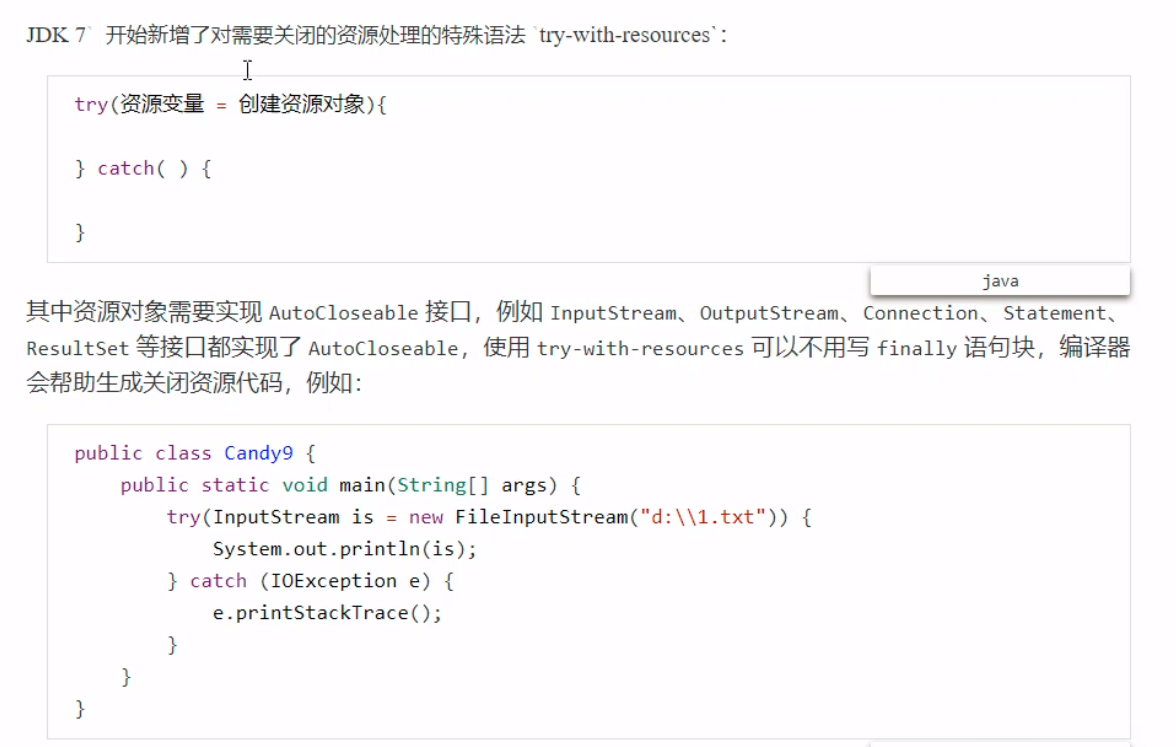 JDK 7` 开始新增了对需要关闭的资源处理的特殊语法 `try-with-resources`：
try(资源变量 = 创建资源对象){
} catch( ) {
}
java
其中资源对象需要实现 AutoCloseable 接口，例如 InputStream、OutputStream、Connection、Statement、
ResultSet 等接口都实现了 AutoCloseable，使用 try-with-resources 可以不用写 finally 语句块，编译器
会帮助生成关闭资源代码，例如：
public class Candy9 {
public static void main(String[] args) {
try(InputStream is = new FileInputStream("d:\\1.txt")) {
System.out.println(is);
} catch (IOException e) {
e.printStackTrace();
}
}
}